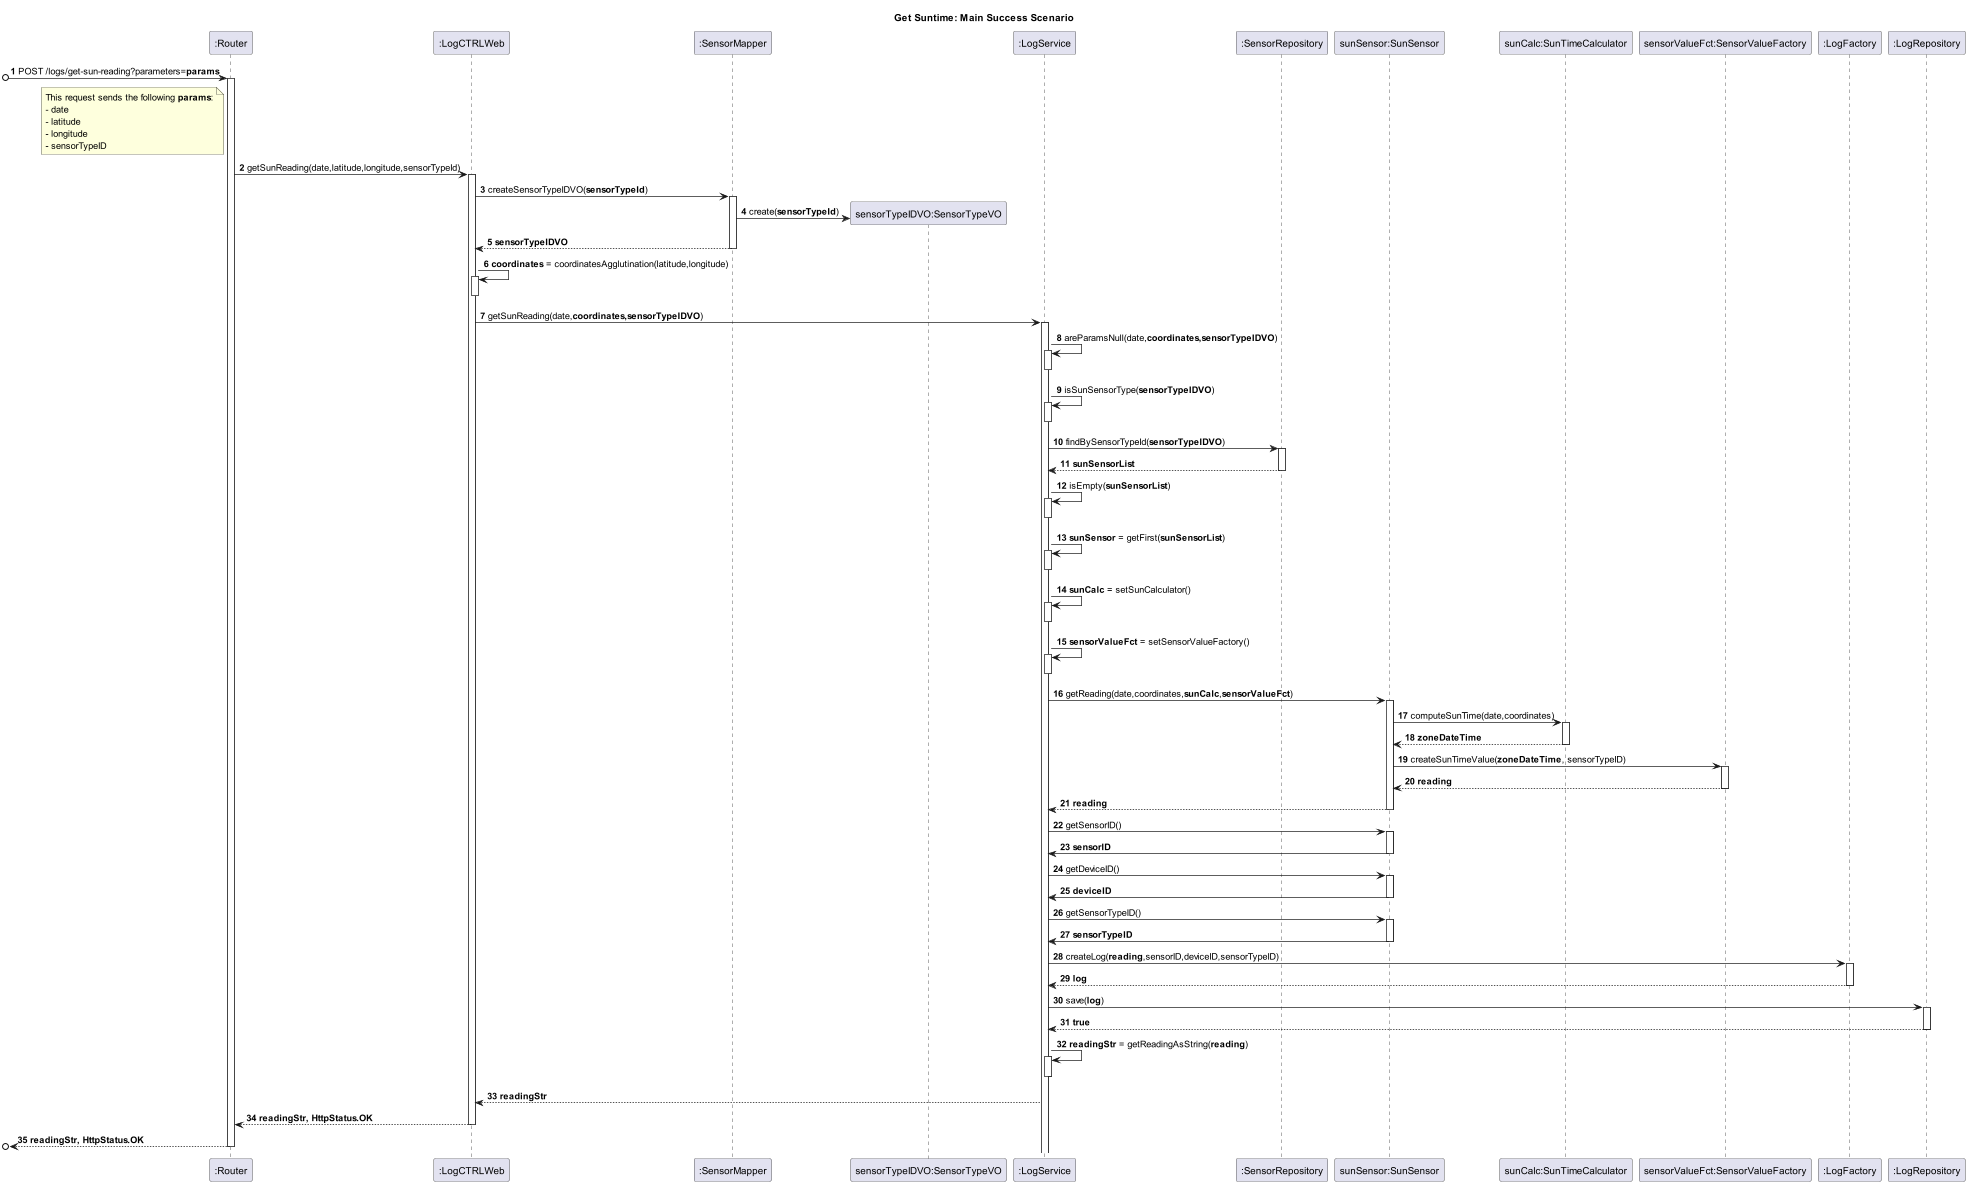 Get Suntime: Main Success Scenario
:Router :LogCTRLWeb :SensorMapper :LogService :SensorRepository sunSensor:SunSensor sunCalc:SunTimeCalculator sensorValueFct:SensorValueFactory :LogFactory :LogRepository
1 POST /logs/get-sun-reading?parameters=params
This request sends the following params:
- date
- latitude
- longitude
- sensorTypeID
2 getSunReading(date,latitude,longitude,sensorTypeId)
3 createSensorTypeIDVO(sensorTypeId)
4 create(sensorTypeId)
sensorTypeIDVO:SensorTypeVO
5 sensorTypeIDVO
6 coordinates = coordinatesAgglutination(latitude,longitude)
7 getSunReading(date,coordinates,sensorTypeIDVO)
8 areParamsNull(date,coordinates,sensorTypeIDVO)
9 isSunSensorType(sensorTypeIDVO)
10 findBySensorTypeId(sensorTypeIDVO)
11 sunSensorList
12 isEmpty(sunSensorList)
13 sunSensor = getFirst(sunSensorList)
14 sunCalc = setSunCalculator()
15 sensorValueFct = setSensorValueFactory()
16 getReading(date,coordinates,sunCalc,sensorValueFct)
17 computeSunTime(date,coordinates)
18 zoneDateTime
19 createSunTimeValue(zoneDateTime, sensorTypeID)
20 reading
21 reading
22 getSensorID()
23 sensorID
24 getDeviceID()
25 deviceID
26 getSensorTypeID()
27 sensorTypeID
28 createLog(reading,sensorID,deviceID,sensorTypeID)
29 log
30 save(log)
31 true
32 readingStr = getReadingAsString(reading)
33 readingStr
34 readingStr, HttpStatus.OK
35 readingStr, HttpStatus.OK
:Router :LogCTRLWeb :SensorMapper sensorTypeIDVO:SensorTypeVO :LogService :SensorRepository sunSensor:SunSensor sunCalc:SunTimeCalculator sensorValueFct:SensorValueFactory :LogFactory :LogRepository